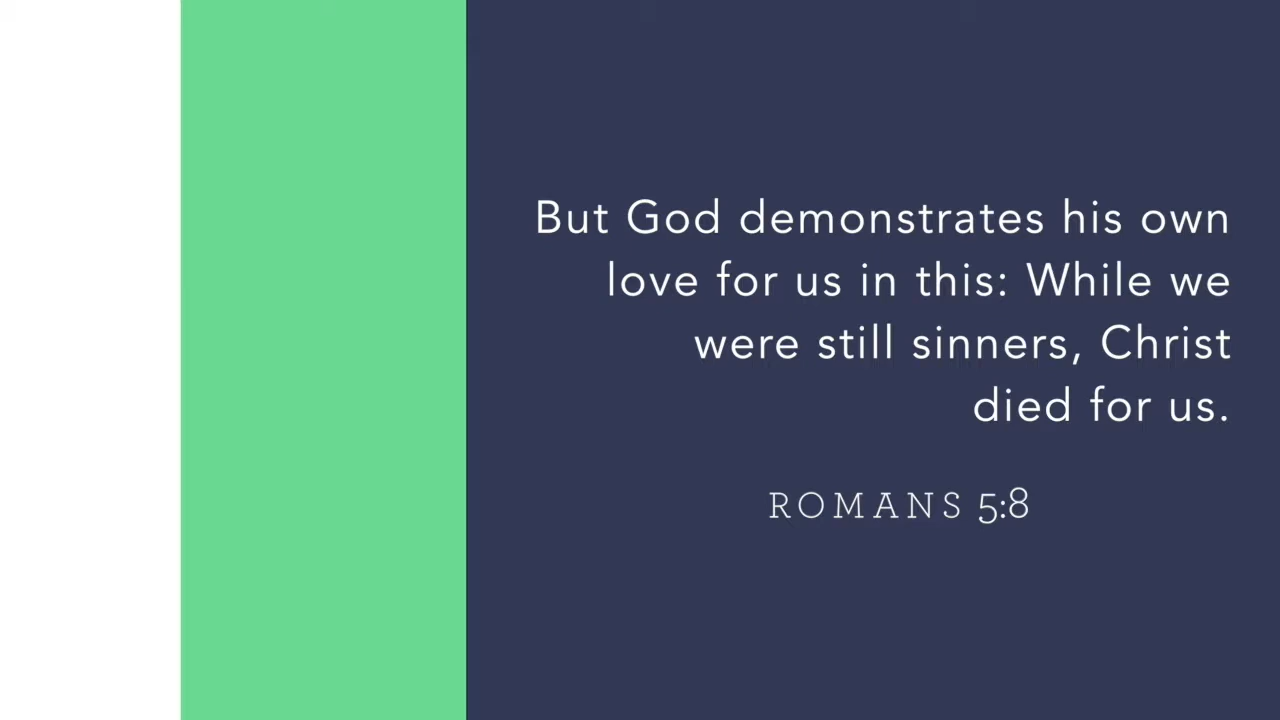 But God demonstrates his own
love for us in this: While we
were still sinners, Christ
died for us.
ROMANS 5:8